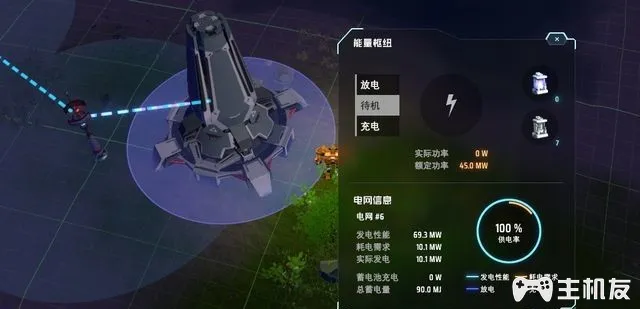 能量枢纽
放电
待机
充电
0
7
实际功率 0 W
额定功率 45.0 MW
电网信息
电网 #6
发电性能 69.3 MW
耗电需求 10.1 MW
实际发电 10.1 MW
蓄电池充电 0 W
总蓄电量 90.0 MJ
100 %
供电率
发电性能 耗电需求
放电
主机友